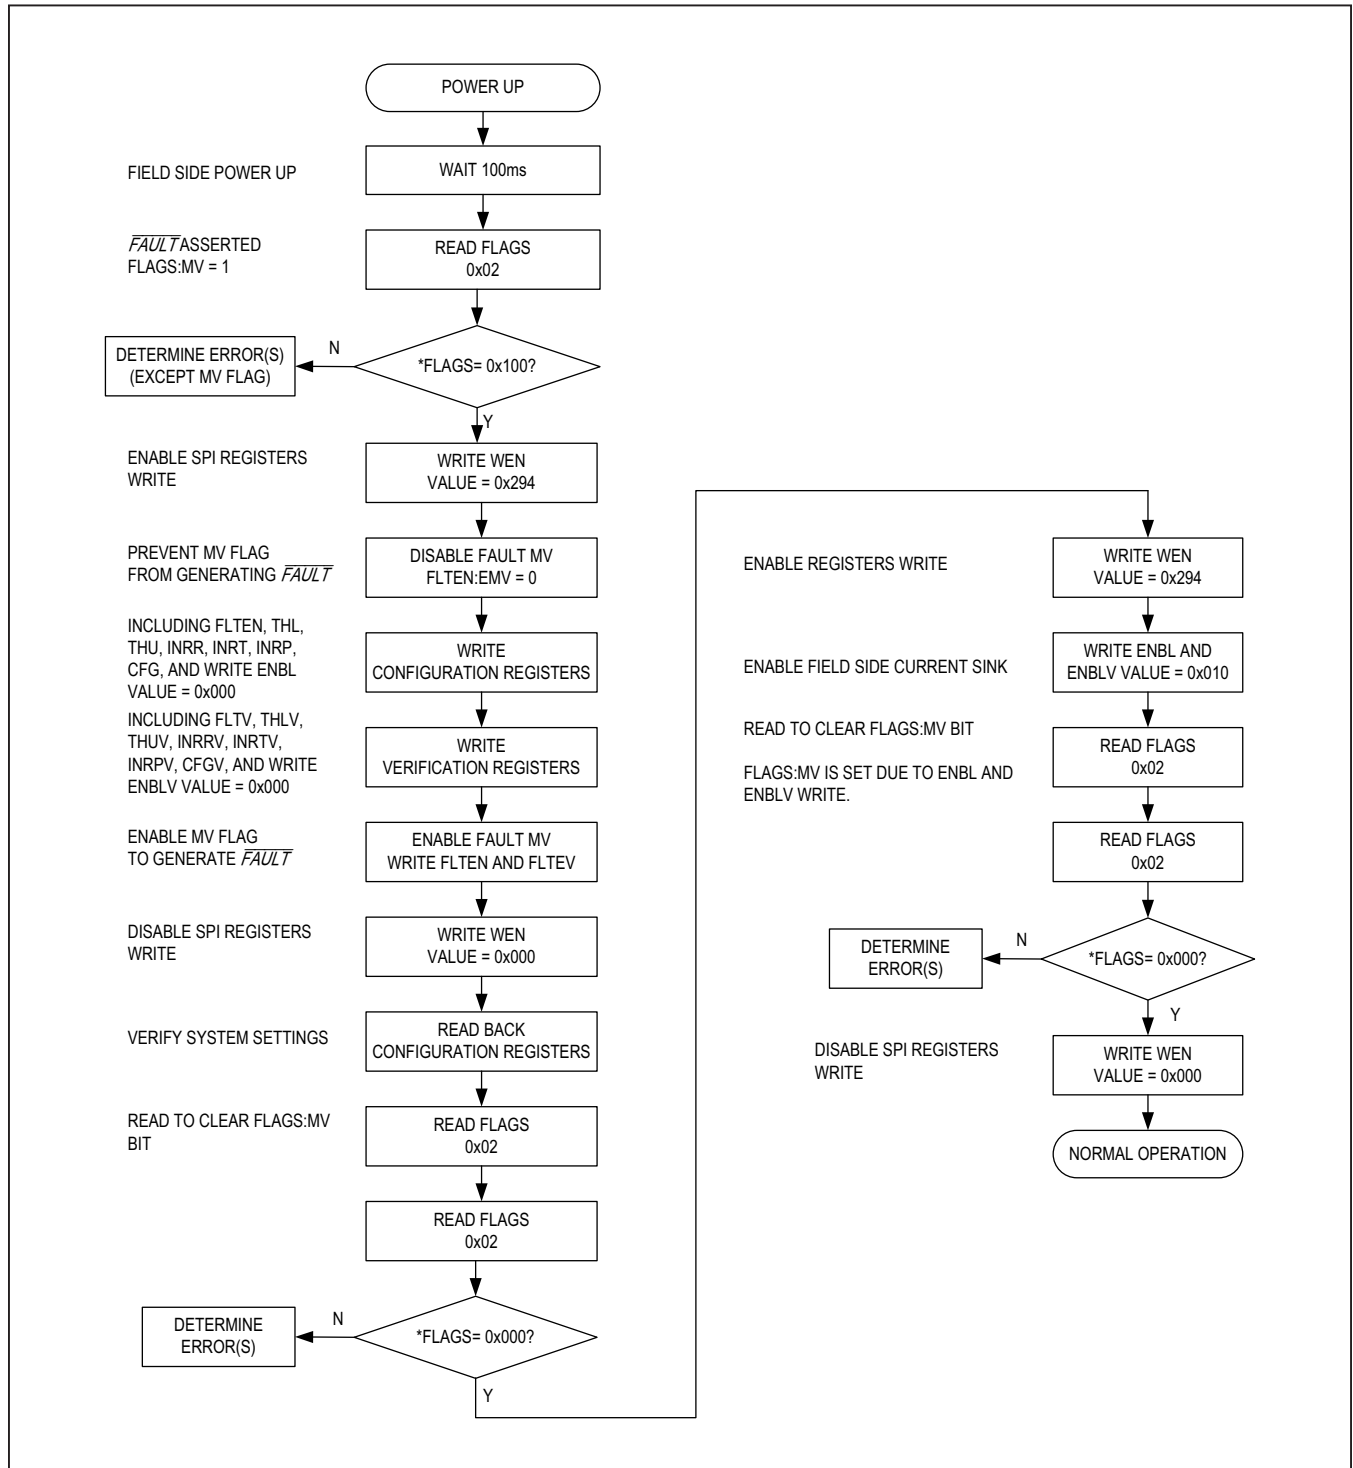 POWER UP
FIELD SIDE POWER UP
WAIT 100ms
FAULT ASSERTED
FLAGS:MV = 1
READ FLAGS
0x02
DETERMINE ERROR(S)
(EXCEPT MV FLAG)
N
*FLAGS= 0x100?
Y
ENABLE SPI REGISTERS
WRITE
WRITE WEN
VALUE = 0x294
PREVENT MV FLAG
FROM GENERATING FAULT
DISABLE FAULT MV
FLTEN:EMV = 0
INCLUDING FLTEN, THL,
THU, INRR, INRT, INRP,
CFG, AND WRITE ENBL
VALUE = 0x000
WRITE
CONFIGURATION REGISTERS
INCLUDING FLTV, THLV,
THUV, INRRV, INRTV,
INRPV, CFGV, AND WRITE
ENBLV VALUE = 0x000
WRITE
VERIFICATION REGISTERS
ENABLE MV FLAG
TO GENERATE FAULT
ENABLE FAULT MV
WRITE FLTEN AND FLTEV
DISABLE SPI REGISTERS
WRITE
WRITE WEN
VALUE = 0x000
VERIFY SYSTEM SETTINGS
READ BACK
CONFIGURATION REGISTERS
READ TO CLEAR FLAGS:MV
BIT
READ FLAGS
0x02
READ FLAGS
0x02
DETERMINE
ERROR(S)
N
*FLAGS= 0x000?
Y
ENABLE REGISTERS WRITE
WRITE WEN
VALUE = 0x294
ENABLE FIELD SIDE CURRENT SINK
WRITE ENBL AND
ENBLV VALUE = 0x010
READ TO CLEAR FLAGS:MV BIT
FLAGS:MV IS SET DUE TO ENBL AND
ENBLV WRITE.
READ FLAGS
0x02
READ FLAGS
0x02
DETERMINE
ERROR(S)
N
*FLAGS= 0x000?
Y
DISABLE SPI REGISTERS
WRITE
WRITE WEN
VALUE = 0x000
NORMAL OPERATION